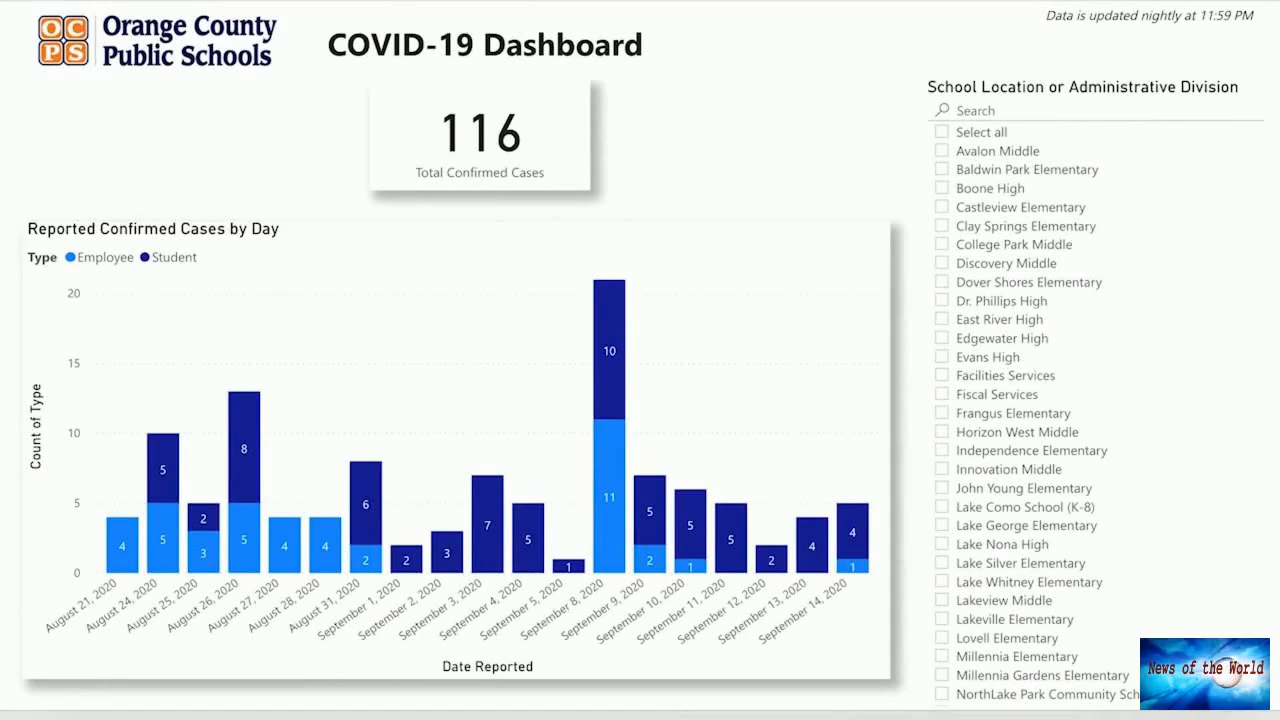 Data is updated nightly at 11:59 PM
OC
PS
Orange County
Public Schools
COVID-19 Dashboard
116
Total Confirmed Cases
School Location or Administrative Division
Search
Select all
Avalon Middle
Baldwin Park Elementary
Boone High
Castleview Elementary
Clay Springs Elementary
College Park Middle
Discovery Middle
Dover Shores Elementary
Dr. Phillips High
East River High
Edgewater High
Evans High
Facilities Services
Fiscal Services
Frangus Elementary
Horizon West Middle
Independence Elementary
Innovation Middle
John Young Elementary
Lake Como School (K-8)
Lake George Elementary
Lake Nona High
Lake Silver Elementary
Lake Whitney Elementary
Lakeview Middle
Lakeville Elementary
Lovell Elementary
Millennia Elementary
Millennia Gardens Elementary
NorthLake Park Community Sch
Reported Confirmed Cases by Day
Type Employee Student
Count of Type
20
15
10
5
0
4
5
5
2
3
8
5
4
4
6
2
2
3
7
5
1
10
11
5
2
5
1
5
2
4
4
1
August 21, 2020
August 24, 2020
August 25, 2020
August 26, 2020
August 27, 2020
August 28, 2020
August 31, 2020
September 1, 2020
September 2, 2020
September 3, 2020
September 4, 2020
September 5, 2020
September 8, 2020
September 9, 2020
September 10, 2020
September 11, 2020
September 12, 2020
September 13, 2020
September 14, 2020
Date Reported
News of the World